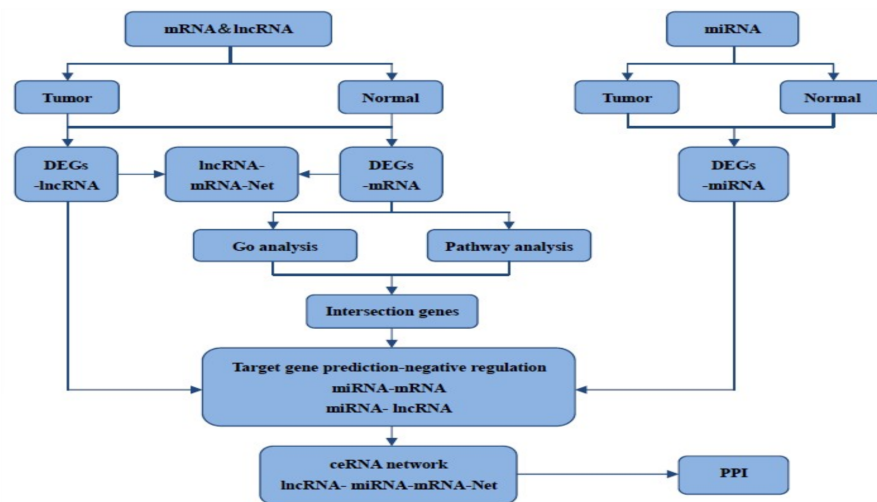 mRNA&lncRNA
miRNA
Tumor
Normal
Tumor
Normal
DEGs
-lncRNA
lncRNA-
mRNA-Net
DEGs
-mRNA
DEGs
-miRNA
Go analysis
Pathway analysis
Intersection genes
Target gene prediction-negative regulation
miRNA-mRNA
miRNA- lncRNA
ceRNA network
lncRNA- miRNA-mRNA-Net
PPI